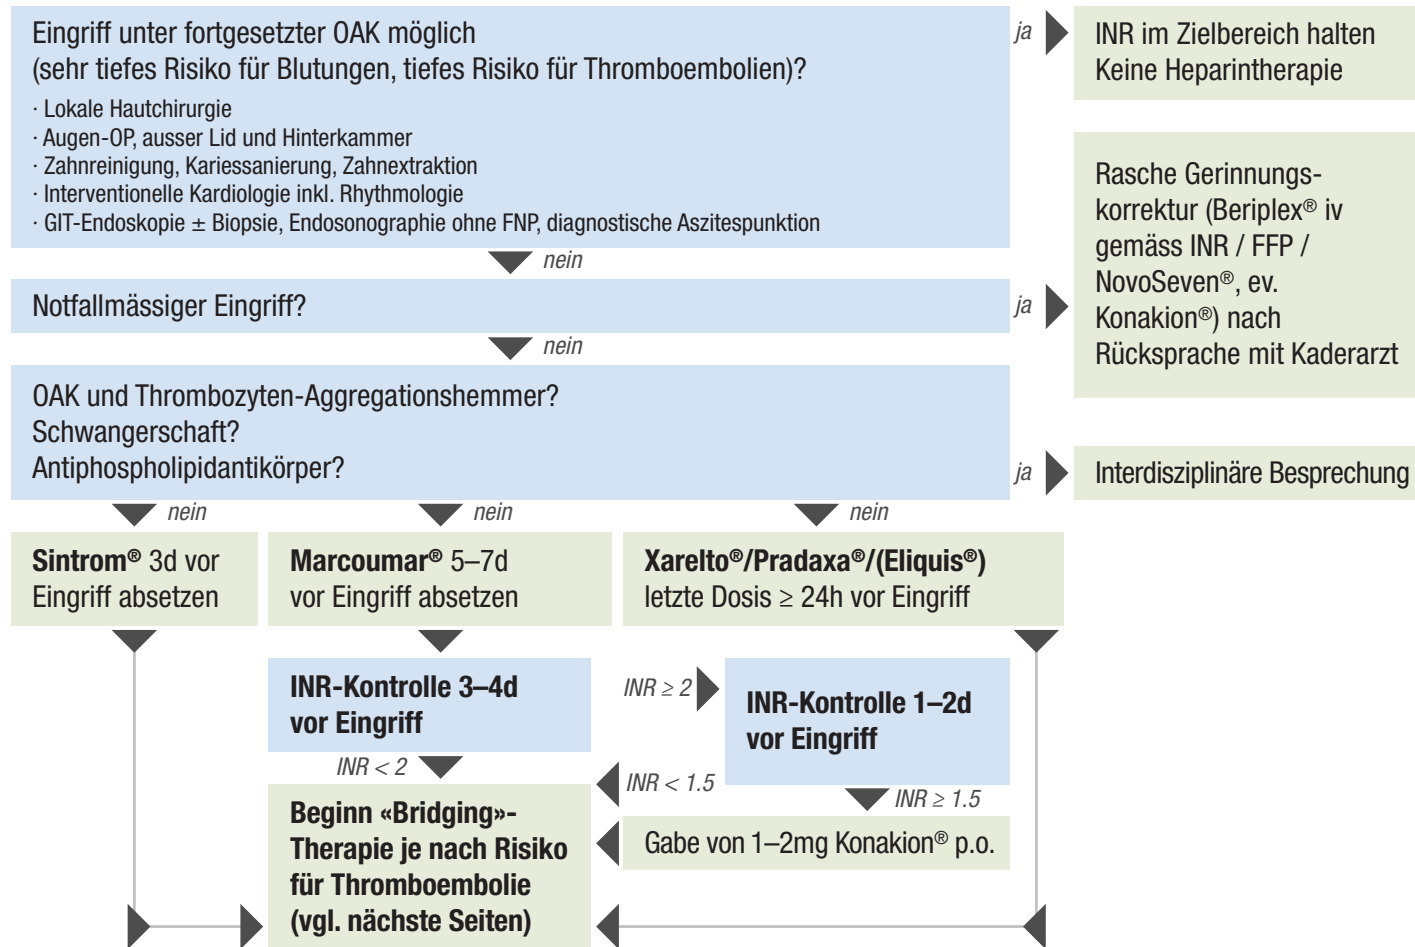 Eingriff unter fortgesetzter OAK möglich
(sehr tiefes Risiko für Blutungen, tiefes Risiko für Thromboembolien)?
· Lokale Hautchirurgie
· Augen-OP, ausser Lid und Hinterkammer
· Zahnreinigung, Kariessanierung, Zahnextraktion
· Interventionelle Kardiologie inkl. Rhythmologie
· GIT-Endoskopie ± Biopsie, Endosonographie ohne FNP, diagnostische Aszitespunktion
ja
INR im Zielbereich halten
Keine Heparintherapie
nein
Notfallmässiger Eingriff?
ja
Rasche Gerinnungs-
korrektur (Beriplex® iv
gemäss INR / FFP /
NovoSeven®, ev.
Konakion®) nach
Rücksprache mit Kaderarzt
nein
OAK und Thrombozyten-Aggregationshemmer?
Schwangerschaft?
Antiphospholipidantikörper?
ja
Interdisziplinäre Besprechung
nein
nein
nein
Sintrom® 3d vor
Eingriff absetzen
Marcoumar® 5–7d
vor Eingriff absetzen
Xarelto®/Pradaxa®/(Eliquis®)
letzte Dosis ≥ 24h vor Eingriff
INR-Kontrolle 3–4d
vor Eingriff
INR ≥ 2
INR-Kontrolle 1–2d
vor Eingriff
INR < 2
INR < 1.5
INR ≥ 1.5
Beginn «Bridging»-
Therapie je nach Risiko
für Thromboembolie
(vgl. nächste Seiten)
Gabe von 1–2mg Konakion® p.o.